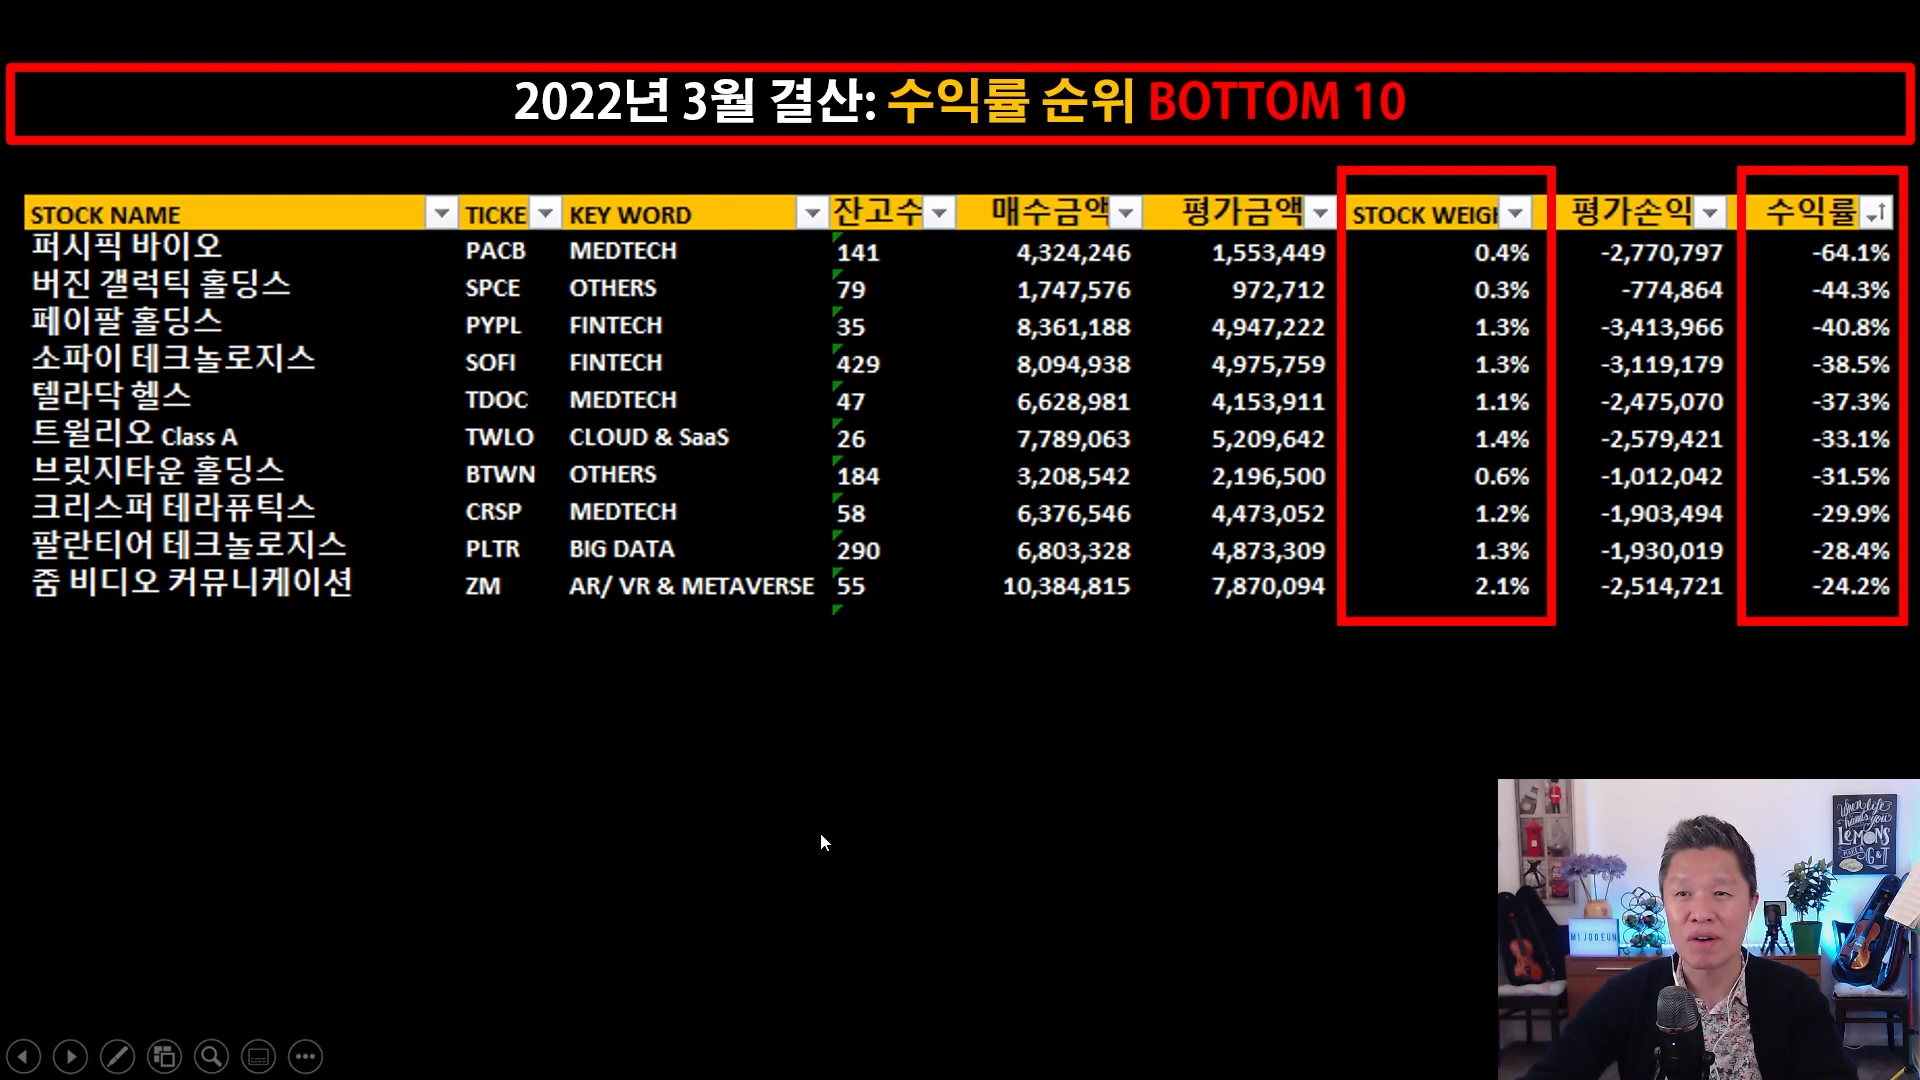 2022년 3월 결산: 수익률 순위 BOTTOM 10
STOCK NAME TICKE KEY WORD 잔고수 매수금액 평가금액 STOCK WEIGH 평가손익 수익률
퍼시픽 바이오 PACB MEDTECH 141 4,324,246 1,553,449 0.4% -2,770,797 -64.1%
버진 갤럭틱 홀딩스 SPCE OTHERS 79 1,747,576 972,712 0.3% -774,864 -44.3%
페이팔 홀딩스 PYPL FINTECH 35 8,361,188 4,947,222 1.3% -3,413,966 -40.8%
소파이 테크놀로지스 SOFI FINTECH 429 8,094,938 4,975,759 1.3% -3,119,179 -38.5%
텔라닥 헬스 TDOC MEDTECH 47 6,628,981 4,153,911 1.1% -2,475,070 -37.3%
트윌리오 Class A TWLO CLOUD & SaaS 26 7,789,063 5,209,642 1.4% -2,579,421 -33.1%
브릿지타운 홀딩스 BTWN OTHERS 184 3,208,542 2,196,500 0.6% -1,012,042 -31.5%
크리스퍼 테라퓨틱스 CRSP MEDTECH 58 6,376,546 4,473,052 1.2% -1,903,494 -29.9%
팔란티어 테크놀로지스 PLTR BIG DATA 290 6,803,328 4,873,309 1.3% -1,930,019 -28.4%
줌 비디오 커뮤니케이션 ZM AR/ VR & METAVERSE 55 10,384,815 7,870,094 2.1% -2,514,721 -24.2%
When life
hands you
LEMONS
MAKE A
G&T
MI JOOEUN